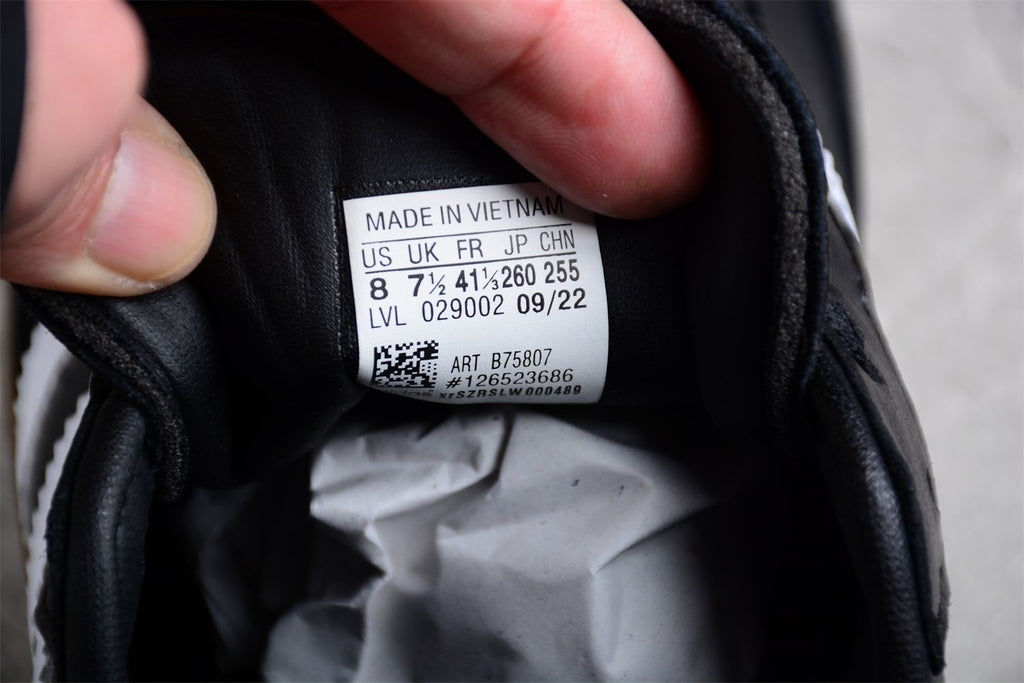 MADE IN VIETNAM
US UK FR JP CHN
8 7½ 41⅓ 260 255
LVL 029002 09/22
ART B75807
#126523686
xrSZRSLW000489